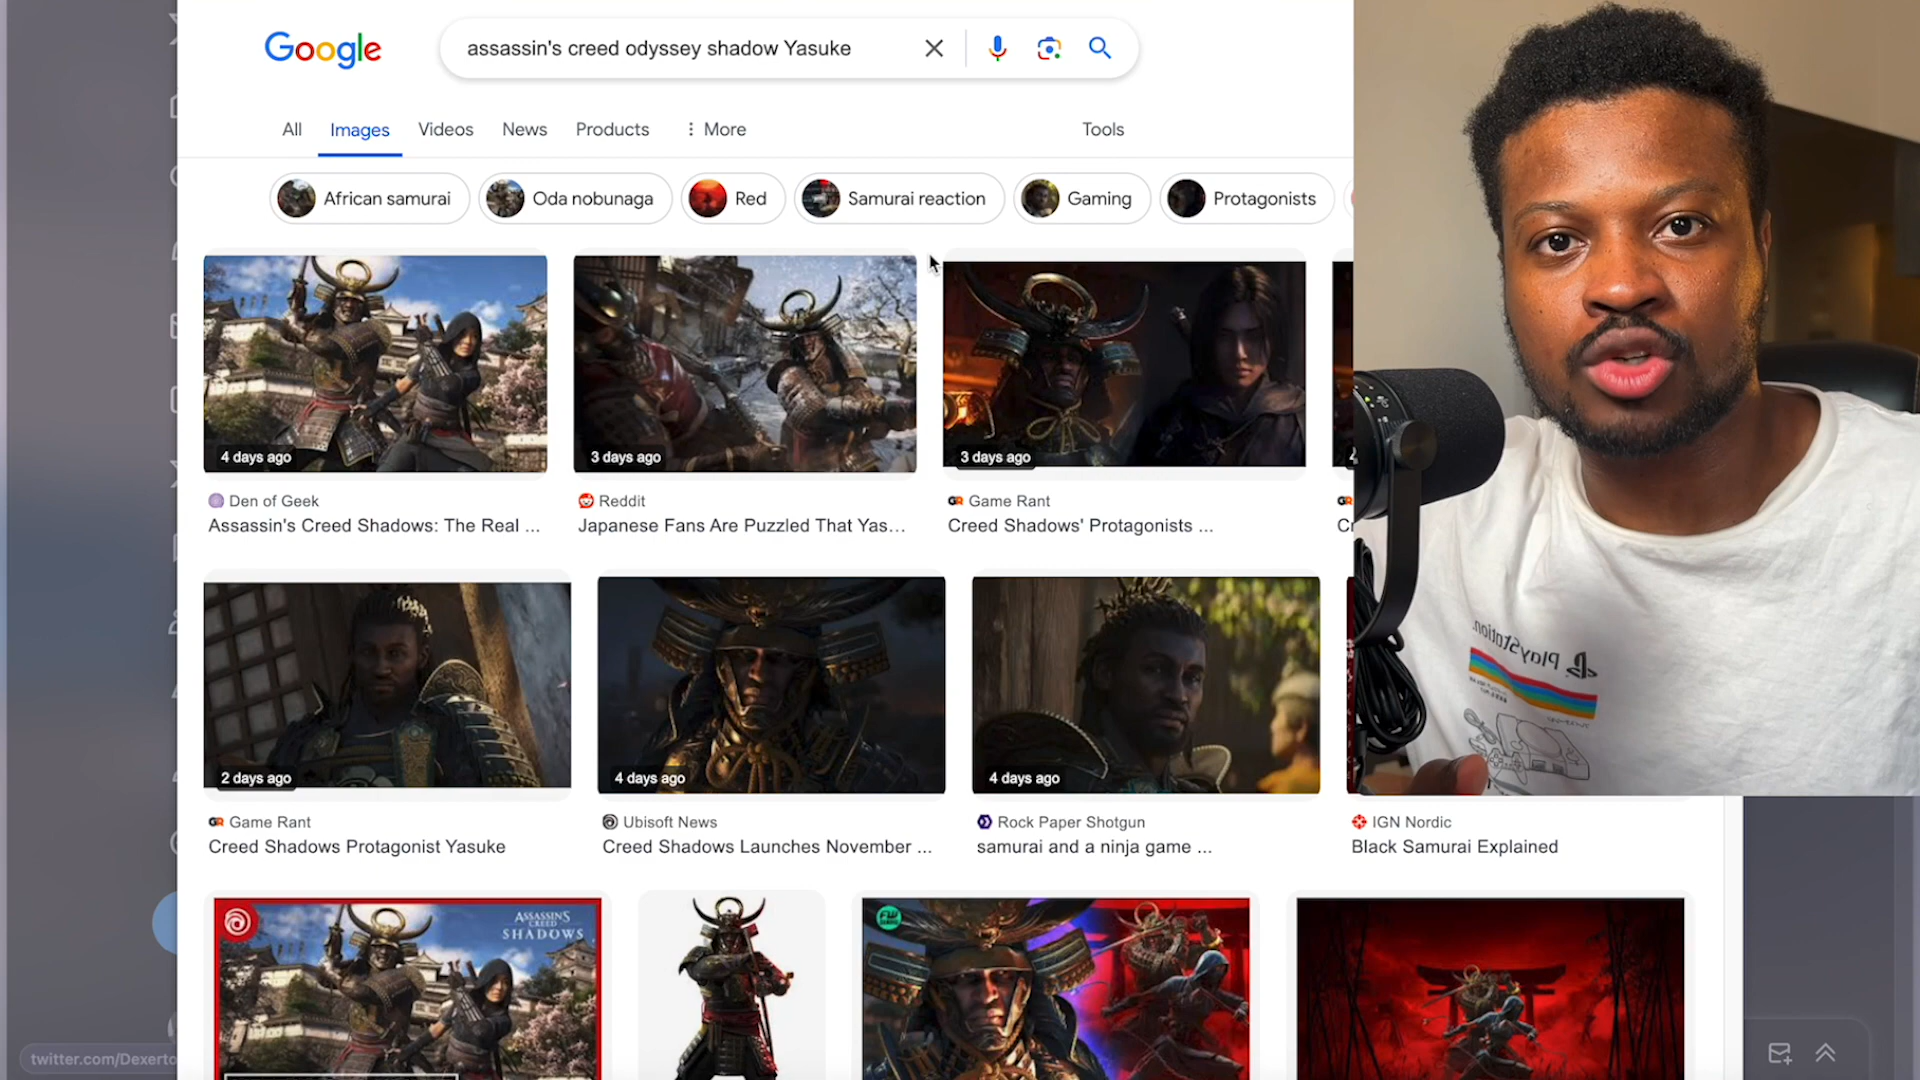 Google
assassin's creed odyssey shadow Yasuke
All Images Videos News Products More Tools
African samurai Oda nobunaga Red Samurai reaction Gaming Protagonists
4 days ago
3 days ago
3 days ago
Den of Geek
Assassin's Creed Shadows: The Real ...
Reddit
Japanese Fans Are Puzzled That Yas...
Game Rant
Creed Shadows' Protagonists ...
PlayStation
2 days ago
4 days ago
4 days ago
Game Rant
Creed Shadows Protagonist Yasuke
Ubisoft News
Creed Shadows Launches November ...
Rock Paper Shotgun
samurai and a ninja game ...
IGN Nordic
Black Samurai Explained
ASSASSIN'S
CREED
SHADOWS
twitter.com/Dexerto